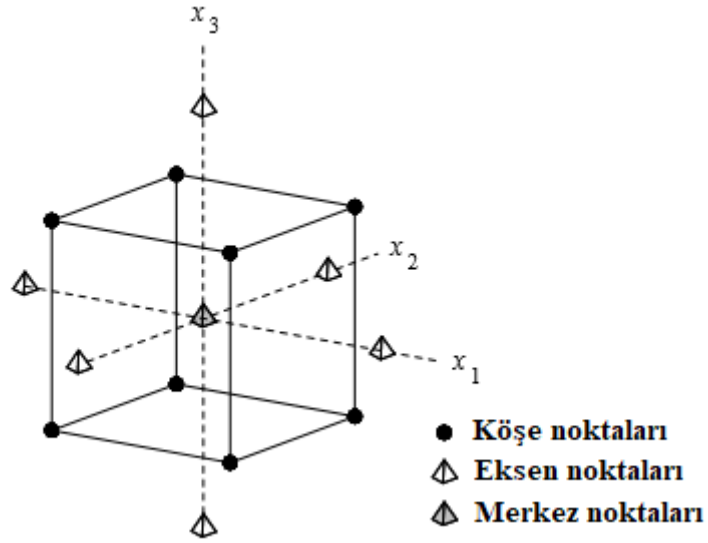 x3
x2
x1
Köşe noktaları
Eksen noktaları
Merkez noktaları